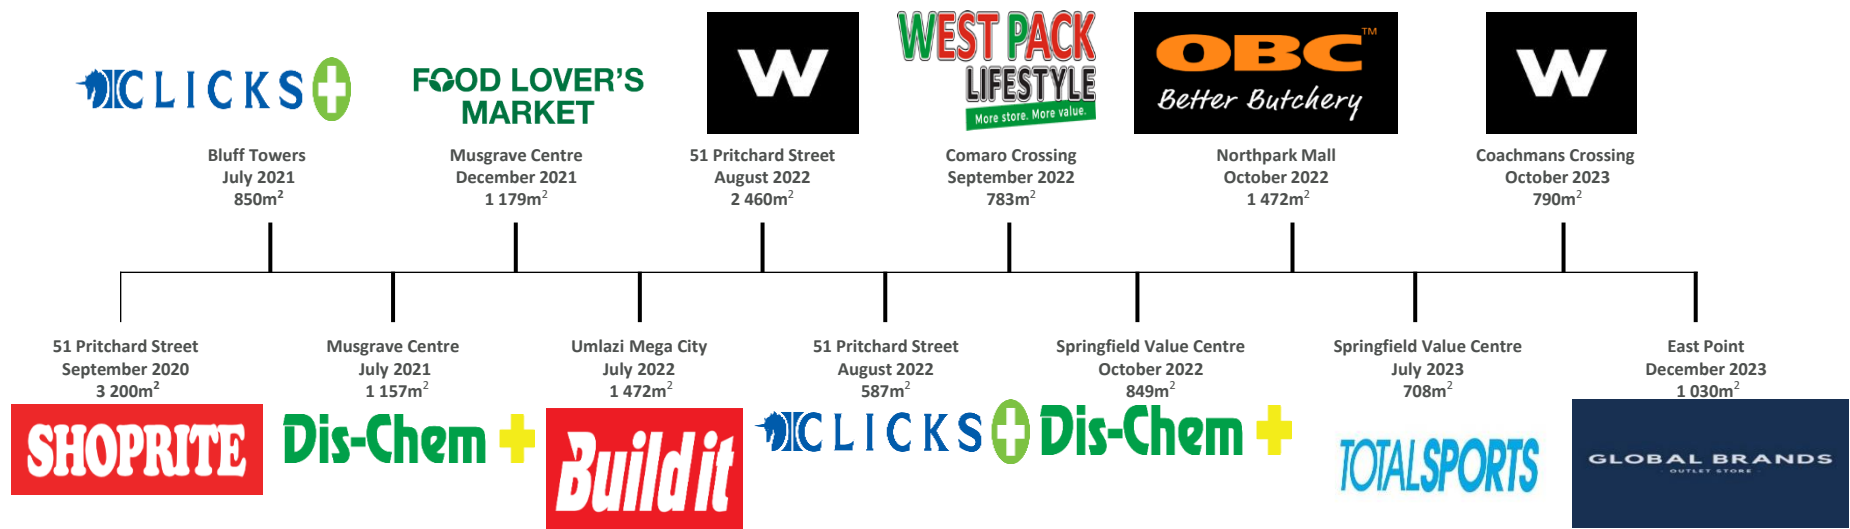 CLICKS
Bluff Towers
July 2021
850m²
FOOD LOVER'S
MARKET
Musgrave Centre
December 2021
1 179m²
W
51 Pritchard Street
August 2022
2 460m²
WEST PACK
LIFESTYLE
More store. More value.
Comaro Crossing
September 2022
783m²
OBC™
Better Butchery
Northpark Mall
October 2022
1 472m²
W
Coachmans Crossing
October 2023
790m²
51 Pritchard Street
September 2020
3 200m²
SHOPRITE
Musgrave Centre
July 2021
1 157m²
Dis-Chem
Umlazi Mega City
July 2022
1 472m²
Build it
51 Pritchard Street
August 2022
587m²
CLICKS
Springfield Value Centre
October 2022
849m²
Dis-Chem
Springfield Value Centre
July 2023
708m²
TOTALSPORTS
East Point
December 2023
1 030m²
GLOBAL BRANDS
OUTLET STORE